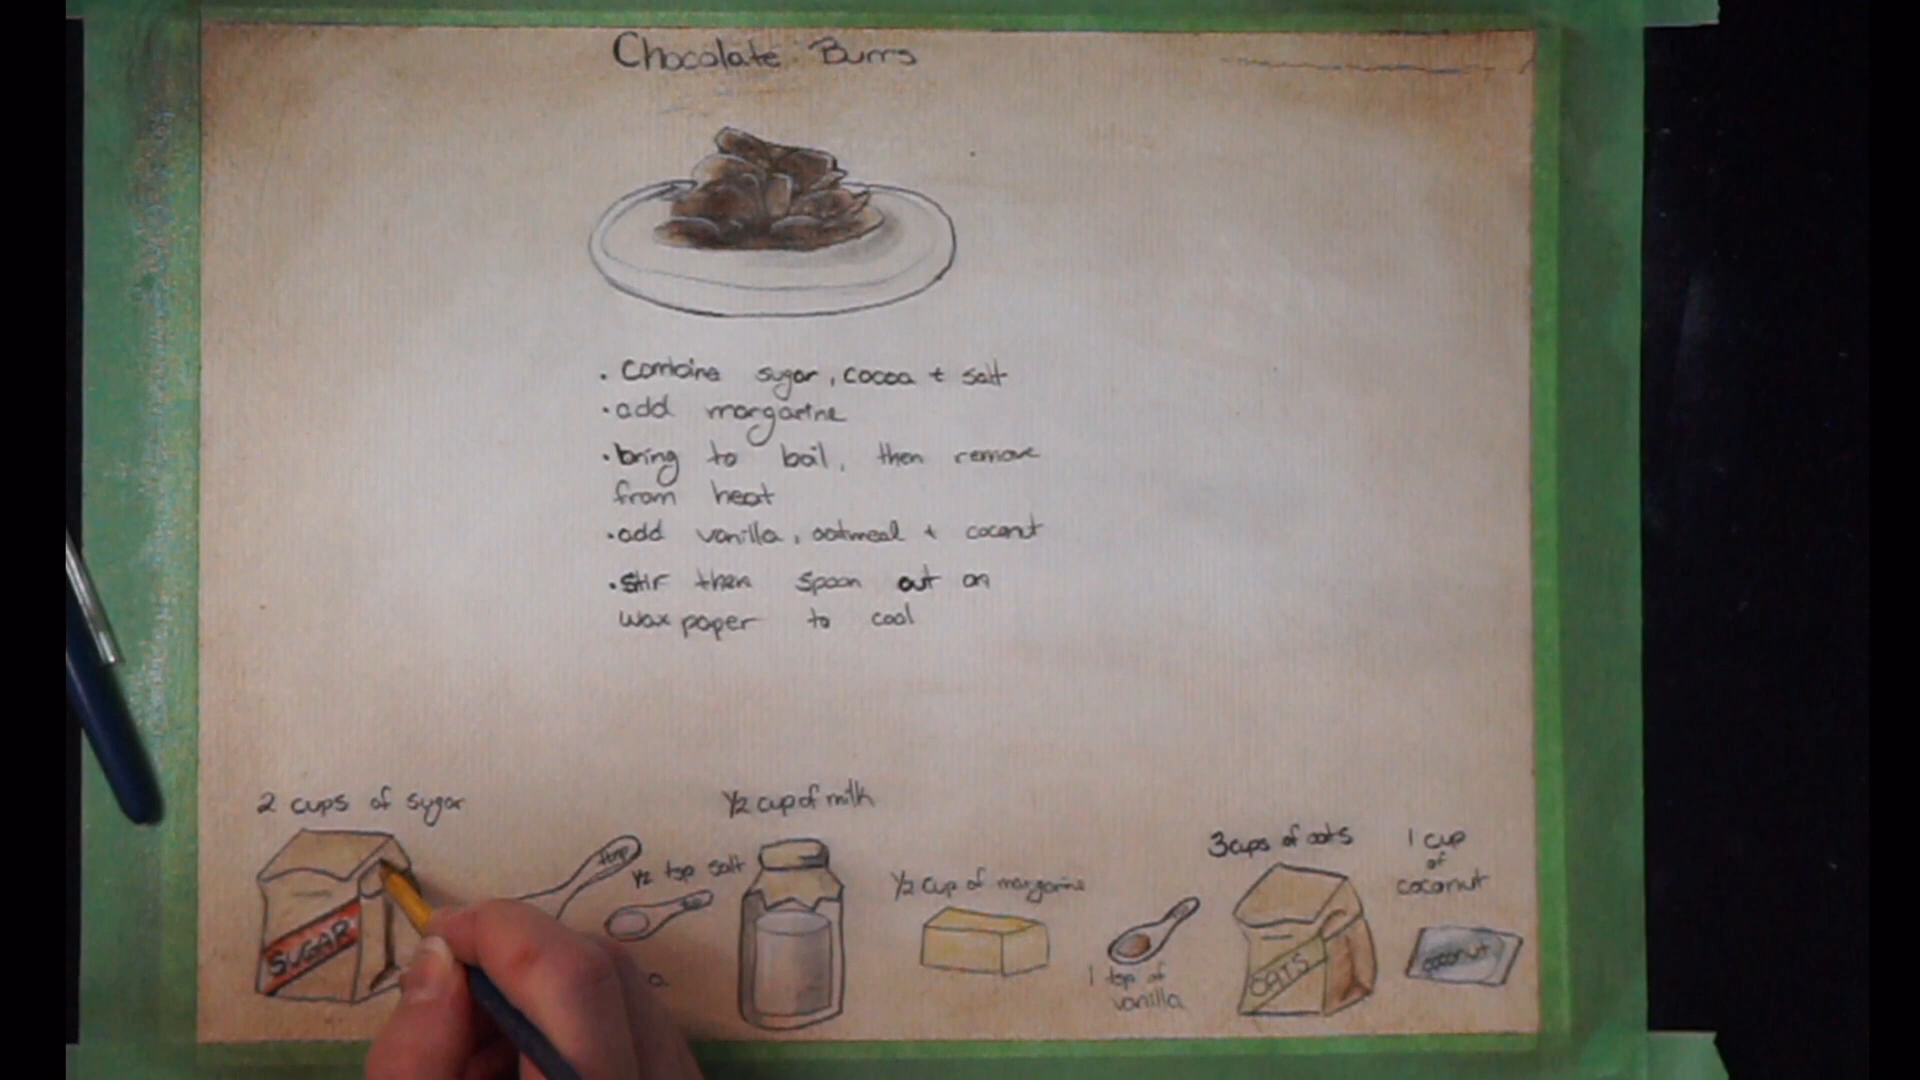 Chocolate Burrs
. Combine sugar, cocoa + salt
. add margarine
. bring to boil, then remove
from heat
. add vanilla, oatmeal + coconut
. stir then spoon out on
wax paper to cool
2 cups of sugar
SUGAR
tbsp
1/2 tsp salt
tsp
a
1/2 cup of milk
1/2 cup of margarine
tsp
1 tsp of
vanilla
3 cups of oats
OATS
1 cup
of
coconut
coconut